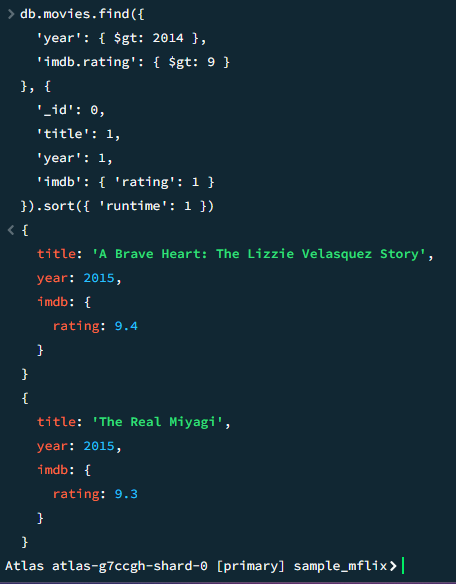 > db.movies.find({
'year': { $gt: 2014 },
'imdb.rating': { $gt: 9 }
}, {
'_id': 0,
'title': 1,
'year': 1,
'imdb': { 'rating': 1 }
}).sort({ 'runtime': 1 })
< {
title: 'A Brave Heart: The Lizzie Velasquez Story',
year: 2015,
imdb: {
rating: 9.4
}
}
{
title: 'The Real Miyagi',
year: 2015,
imdb: {
rating: 9.3
}
}
Atlas atlas-g7ccgh-shard-0 [primary] sample_mflix>